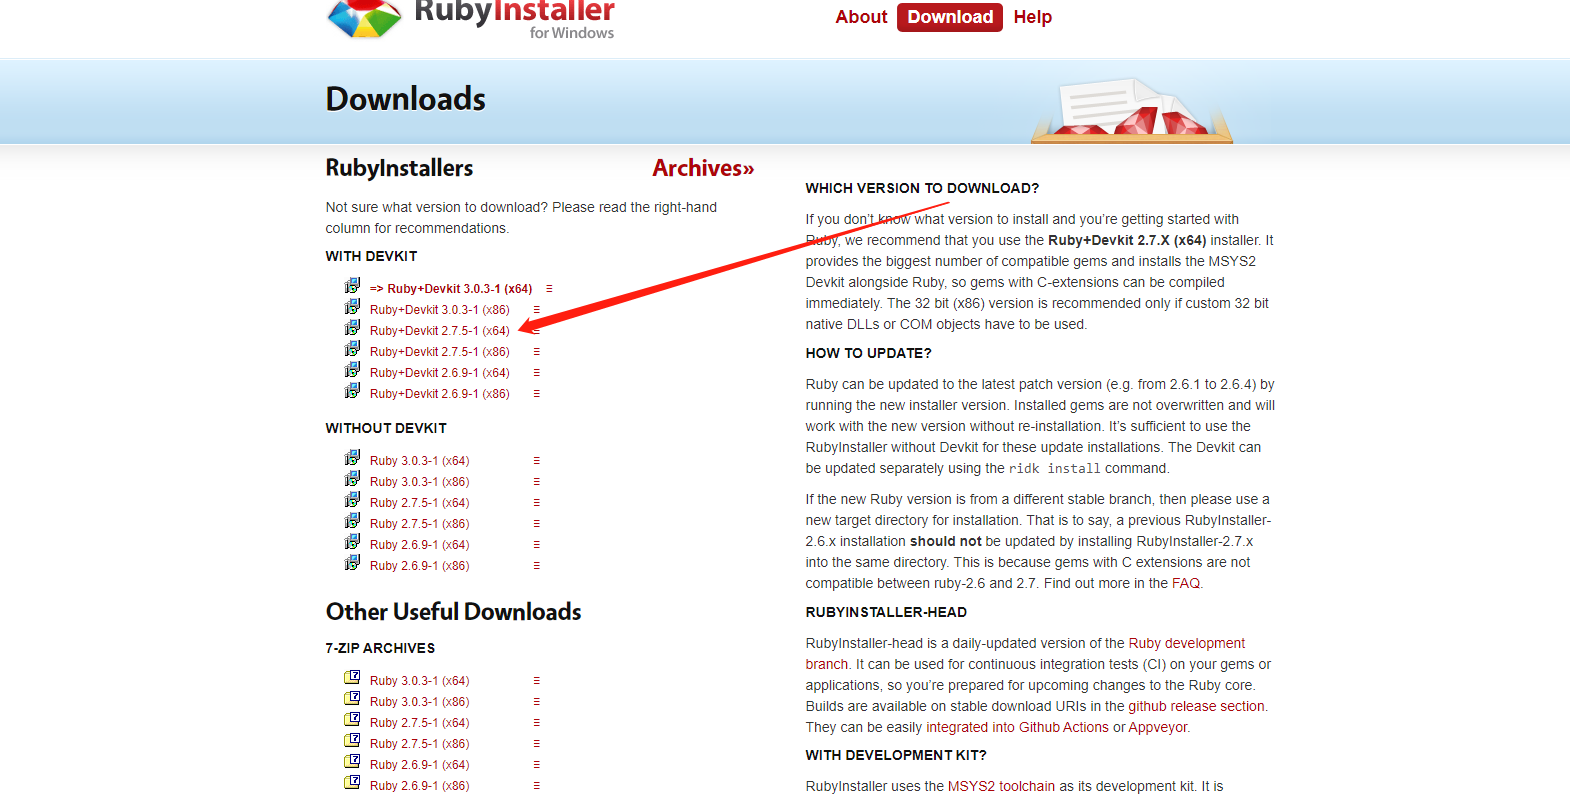 RubyInstaller
for Windows
About Download Help
Downloads
RubyInstallers
Archives»
Not sure what version to download? Please read the right-hand
column for recommendations.
WITH DEVKIT
=> Ruby+Devkit 3.0.3-1 (x64)
Ruby+Devkit 3.0.3-1 (x86)
Ruby+Devkit 2.7.5-1 (x64)
Ruby+Devkit 2.7.5-1 (x86)
Ruby+Devkit 2.6.9-1 (x64)
Ruby+Devkit 2.6.9-1 (x86)
WITHOUT DEVKIT
Ruby 3.0.3-1 (x64)
Ruby 3.0.3-1 (x86)
Ruby 2.7.5-1 (x64)
Ruby 2.7.5-1 (x86)
Ruby 2.6.9-1 (x64)
Ruby 2.6.9-1 (x86)
Other Useful Downloads
7-ZIP ARCHIVES
Ruby 3.0.3-1 (x64)
Ruby 3.0.3-1 (x86)
Ruby 2.7.5-1 (x64)
Ruby 2.7.5-1 (x86)
Ruby 2.6.9-1 (x64)
Ruby 2.6.9-1 (x86)
WHICH VERSION TO DOWNLOAD?
If you don't know what version to install and you're getting started with
Ruby, we recommend that you use the Ruby+Devkit 2.7.X (x64) installer. It
provides the biggest number of compatible gems and installs the MSYS2
Devkit alongside Ruby, so gems with C-extensions can be compiled
immediately. The 32 bit (x86) version is recommended only if custom 32 bit
native DLLs or COM objects have to be used.
HOW TO UPDATE?
Ruby can be updated to the latest patch version (e.g. from 2.6.1 to 2.6.4) by
running the new installer version. Installed gems are not overwritten and will
work with the new version without re-installation. It's sufficient to use the
RubyInstaller without Devkit for these update installations. The Devkit can
be updated separately using the ridk install command.
If the new Ruby version is from a different stable branch, then please use a
new target directory for installation. That is to say, a previous RubyInstaller-
2.6.x installation should not be updated by installing RubyInstaller-2.7.x
into the same directory. This is because gems with C extensions are not
compatible between ruby-2.6 and 2.7. Find out more in the FAQ.
RUBYINSTALLER-HEAD
RubyInstaller-head is a daily-updated version of the Ruby development
branch. It can be used for continuous integration tests (CI) on your gems or
applications, so you're prepared for upcoming changes to the Ruby core.
Builds are available on stable download URIs in the github release section.
They can be easily integrated into Github Actions or Appveyor.
WITH DEVELOPMENT KIT?
RubyInstaller uses the MSYS2 toolchain as its development kit. It is